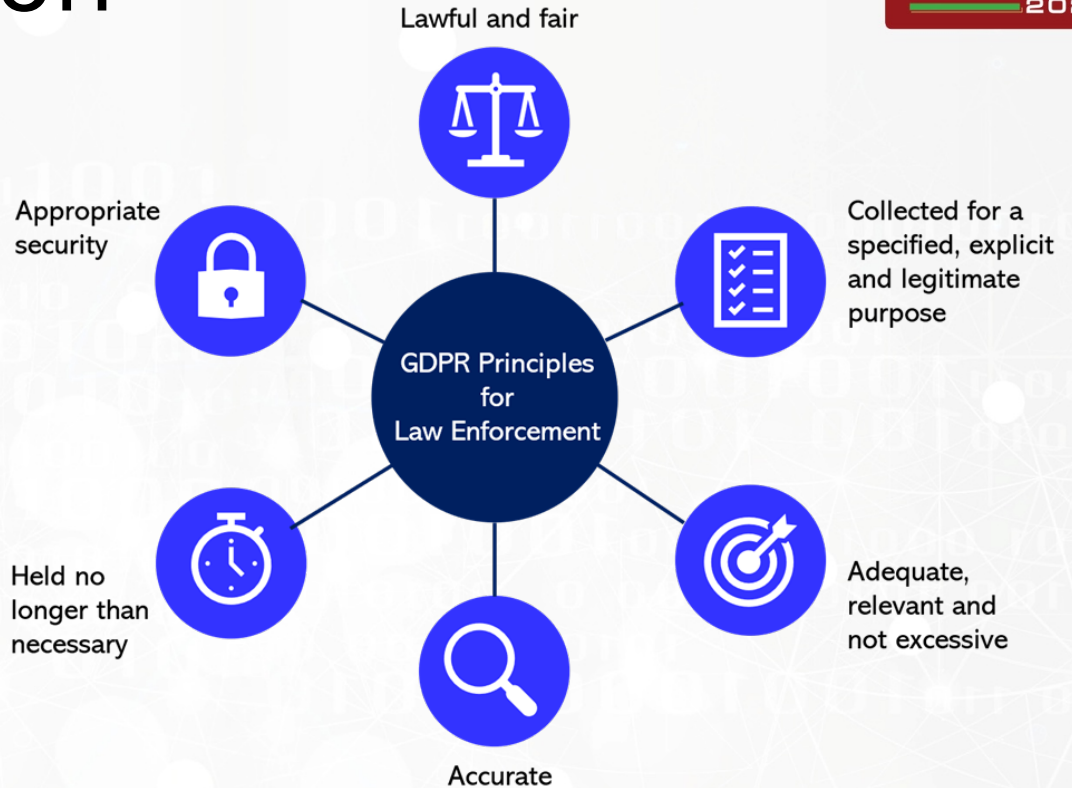 Lawful and fair
Appropriate
security
Collected for a
specified, explicit
and legitimate
purpose
GDPR Principles
for
Law Enforcement
Held no
longer than
necessary
Adequate,
relevant and
not excessive
Accurate